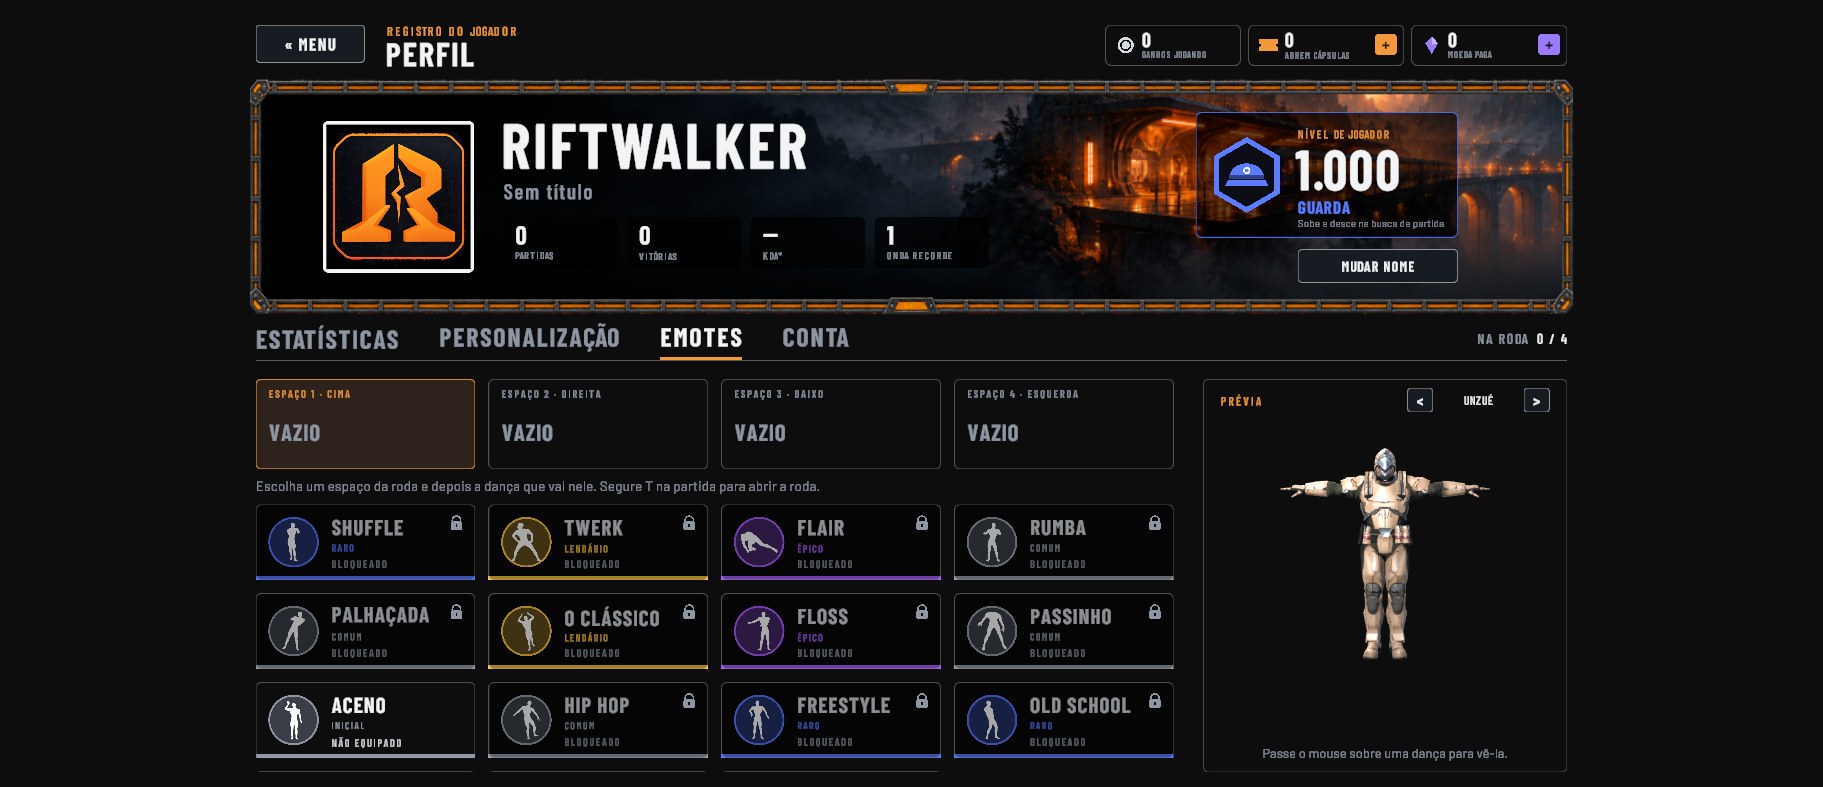 « MENU
REGISTRO DO JOGADOR
PERFIL
0
GANHOS JOGANDO
0
ABREM CÁPSULAS
+
0
MOEDA PAGA
+
RIFTWALKER
Sem título
0
PARTIDAS
0
VITÓRIAS
—
KDA*
1
ONDA RECORDE
NÍVEL DE JOGADOR
1.000
GUARDA
Sobe e desce na busca de partida
MUDAR NOME
ESTATÍSTICAS
PERSONALIZAÇÃO
EMOTES
CONTA
NA RODA 0 / 4
ESPAÇO 1 · CIMA
VAZIO
ESPAÇO 2 · DIREITA
VAZIO
ESPAÇO 3 · BAIXO
VAZIO
ESPAÇO 4 · ESQUERDA
VAZIO
PRÉVIA
<
UNZUÉ
>
Escolha um espaço da roda e depois a dança que vai nele. Segure T na partida para abrir a roda.
SHUFFLE
RARO
BLOQUEADO
TWERK
LENDÁRIO
BLOQUEADO
FLAIR
ÉPICO
BLOQUEADO
RUMBA
COMUM
BLOQUEADO
PALHAÇADA
COMUM
BLOQUEADO
O CLÁSSICO
LENDÁRIO
BLOQUEADO
FLOSS
ÉPICO
BLOQUEADO
PASSINHO
COMUM
BLOQUEADO
ACENO
INICIAL
NÃO EQUIPADO
HIP HOP
COMUM
BLOQUEADO
FREESTYLE
RARO
BLOQUEADO
OLD SCHOOL
RARO
BLOQUEADO
Passe o mouse sobre uma dança para vê-la.